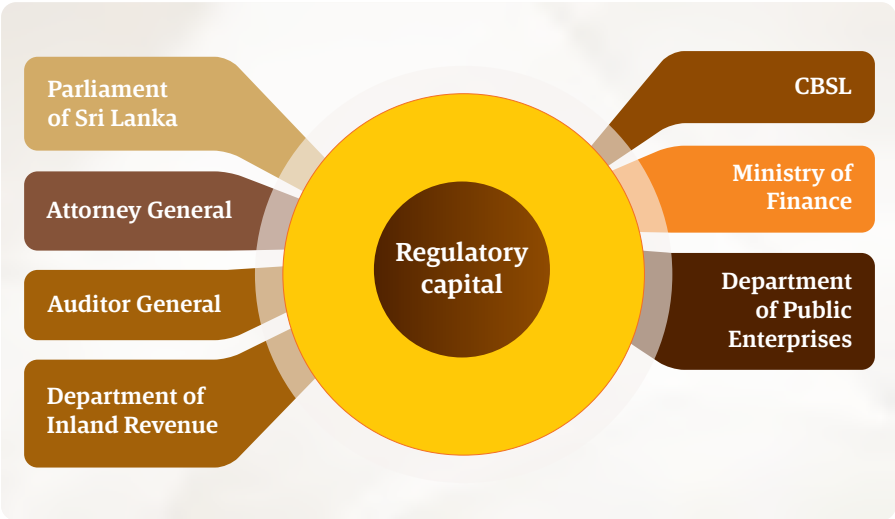 Parliament
of Sri Lanka
Attorney General
Auditor General
Department of
Inland Revenue
Regulatory
capital
CBSL
Ministry of
Finance
Department
of Public
Enterprises